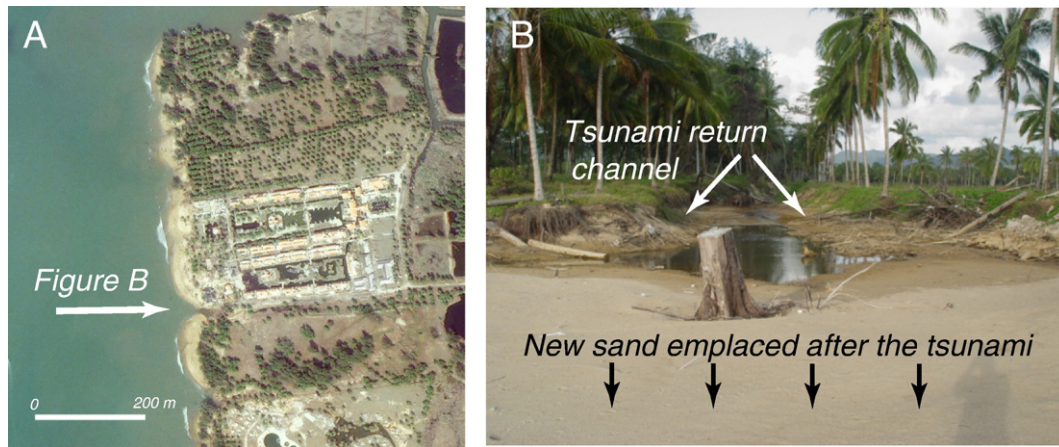 A
Figure B
0 200 m
B
Tsunami return
channel
New sand emplaced after the tsunami